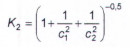 K₂ = (1 + 1/c₁² + 1/c₂²)^−0,5